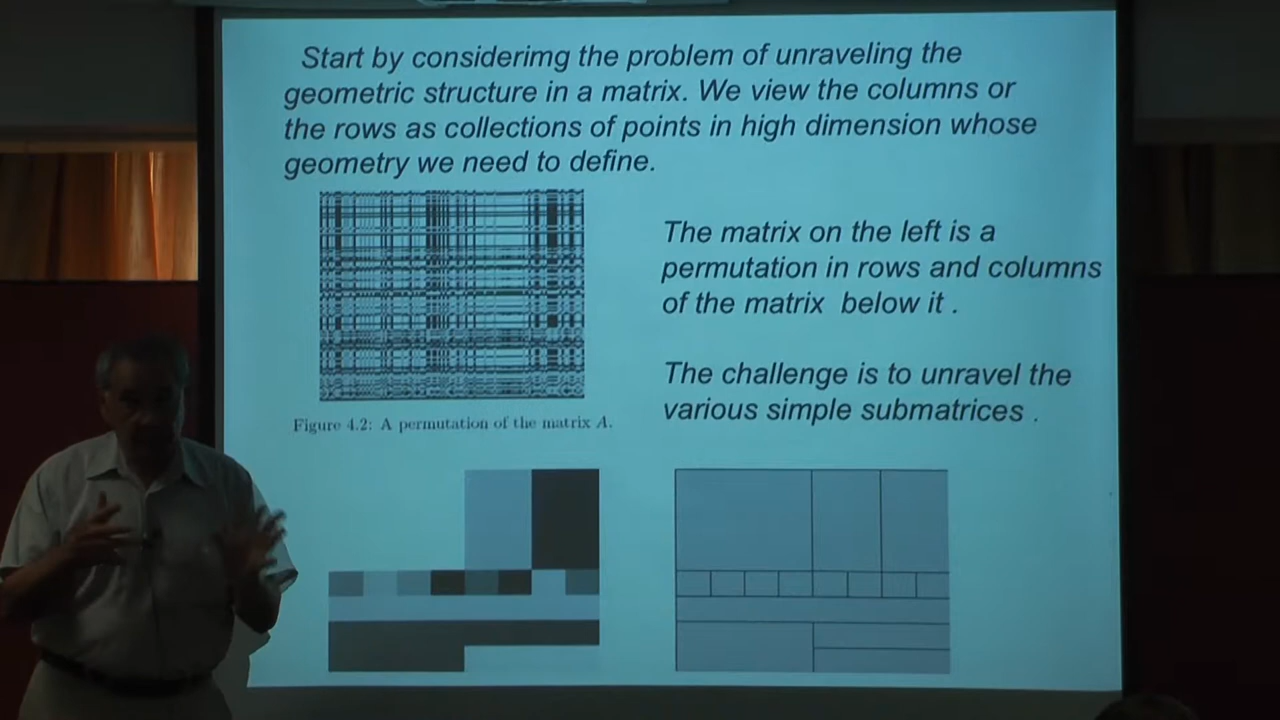 Start by considerimg the problem of unraveling the
geometric structure in a matrix. We view the columns or
the rows as collections of points in high dimension whose
geometry we need to define.
The matrix on the left is a
permutation in rows and columns
of the matrix below it .
The challenge is to unravel the
various simple submatrices .
Figure 4.2: A permutation of the matrix A.